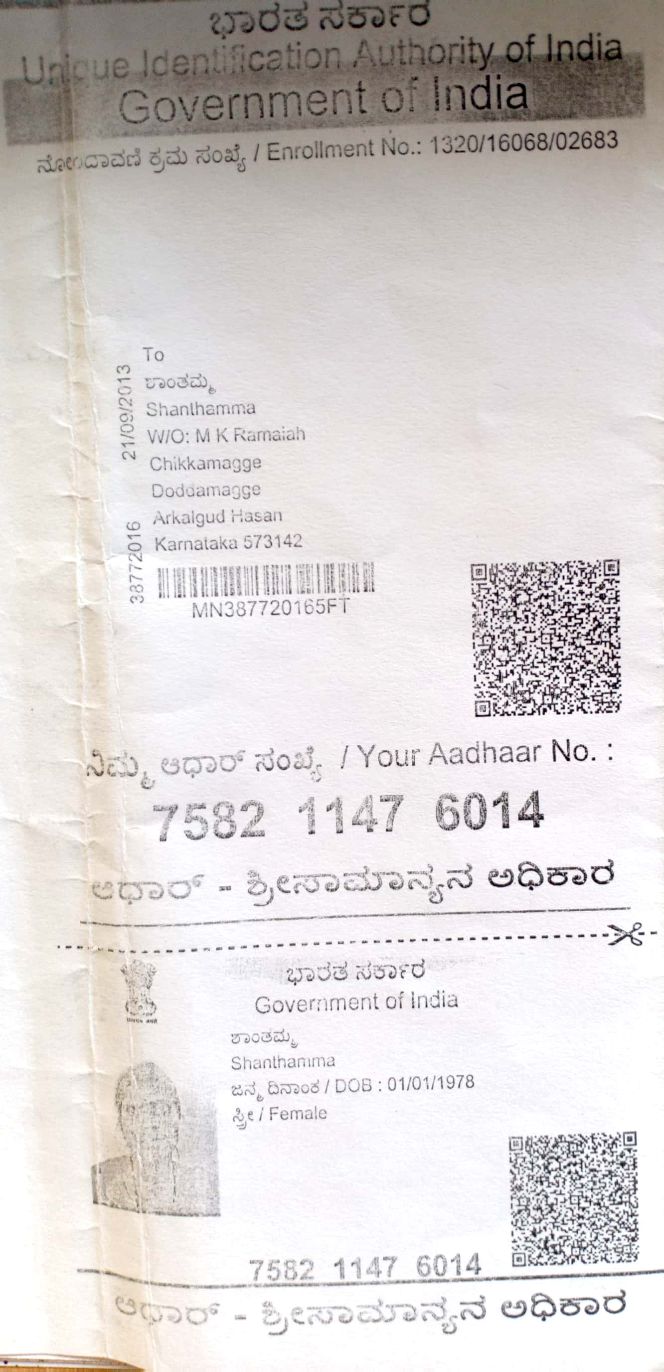 ಭಾರತ ಸರ್ಕಾರ
Unique Identification Authority of India
Government of India
ನೋಂದಾವಣಿ ಕ್ರಮ ಸಂಖ್ಯೆ / Enrollment No.: 1320/16068/02683
21/09/2013
38772016
To
ಶಾಂತಮ್ಮ
Shanthamma
W/O: M K Ramaiah
Chikkamagge
Doddamagge
Arkalgud Hasan
Karnataka 573142
MN387720165FT
ನಿಮ್ಮ ಆಧಾರ್ ಸಂಖ್ಯೆ / Your Aadhaar No. :
7582 1147 6014
ಆಧಾರ್ - ಶ್ರೀಸಾಮಾನ್ಯನ ಅಧಿಕಾರ
ಭಾರತ ಸರ್ಕಾರ
Government of India
ಶಾಂತಮ್ಮ
Shanthamma
ಜನ್ಮ ದಿನಾಂಕ / DOB : 01/01/1978
ಸ್ತ್ರೀ / Female
7582 1147 6014
ಆಧಾರ್ - ಶ್ರೀಸಾಮಾನ್ಯನ ಅಧಿಕಾರ